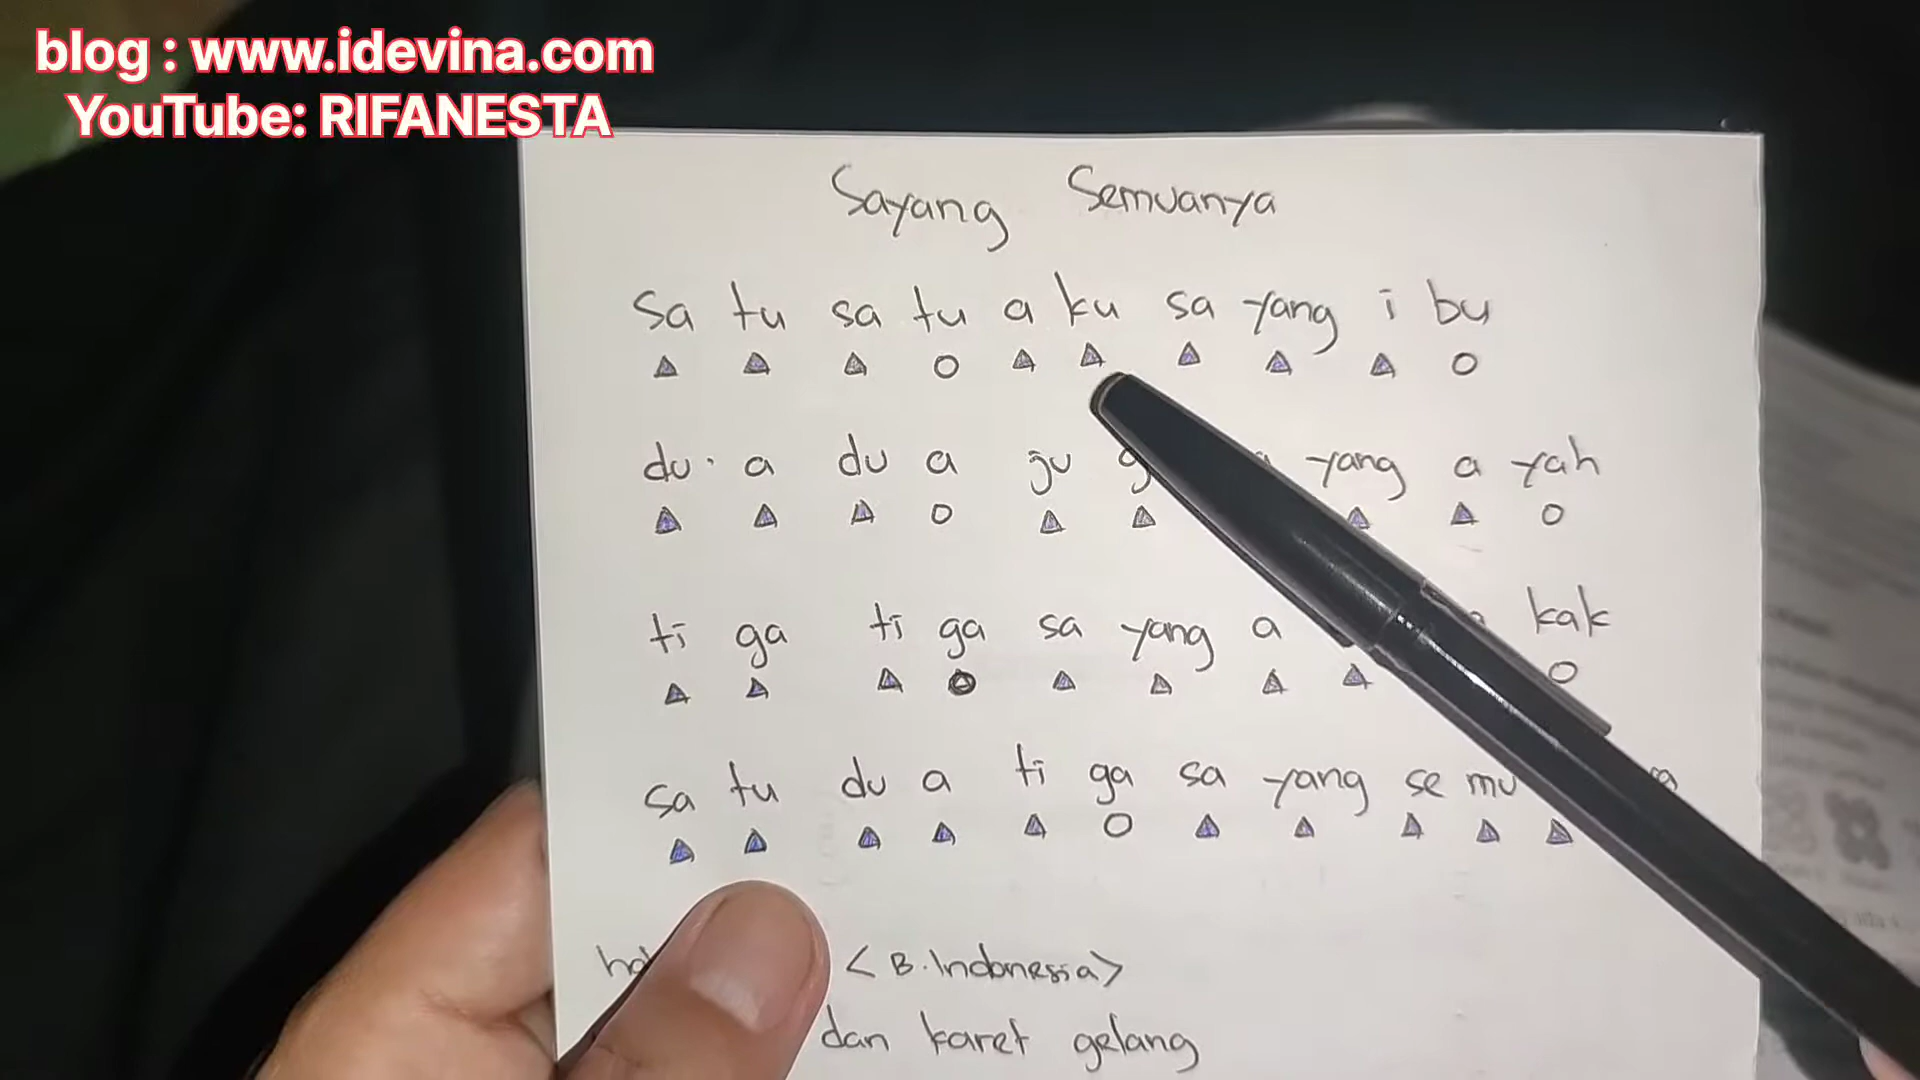 blog : www.idevina.com
YouTube: RIFANESTA
Sayang Semuanya
sa tu sa tu a ku sa yang i bu
du a du a ju yang a yah
ti ga ti ga sa yang a kak
sa tu du a ti ga sa yang se mu
< B. Indonesia >
dan karet gelang